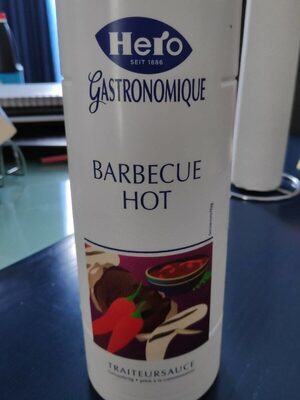 Hero
SEIT 1886
GASTRONOMIQUE
BARBECUE
HOT
TRAITEURSAUCE